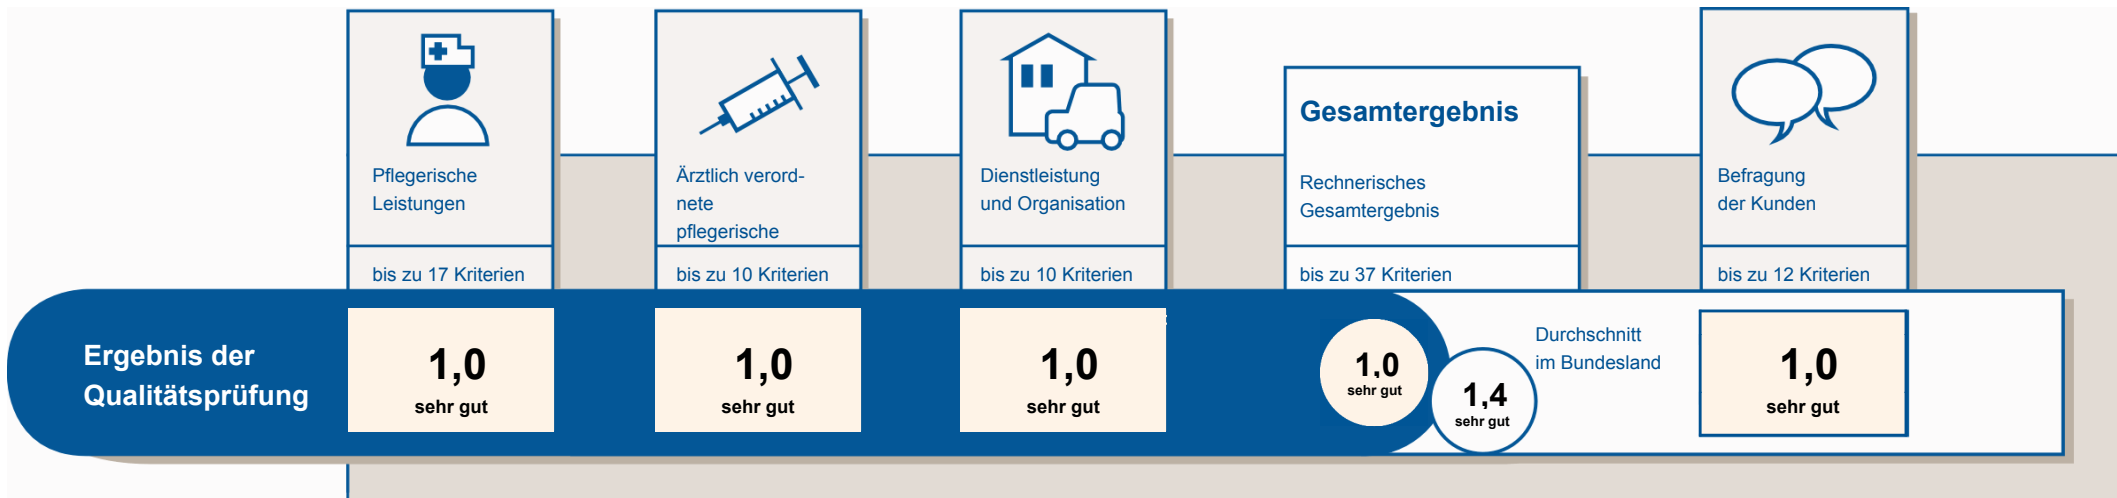 Pflegerische
Leistungen
bis zu 17 Kriterien
Ärztlich verord-
nete
pflegerische
bis zu 10 Kriterien
Dienstleistung
und Organisation
bis zu 10 Kriterien
Gesamtergebnis
Rechnerisches
Gesamtergebnis
bis zu 37 Kriterien
Befragung
der Kunden
bis zu 12 Kriterien
Ergebnis der
Qualitätsprüfung
1,0
sehr gut
1,0
sehr gut
1,0
sehr gut
1,0
sehr gut
1,4
sehr gut
Durchschnitt
im Bundesland
1,0
sehr gut